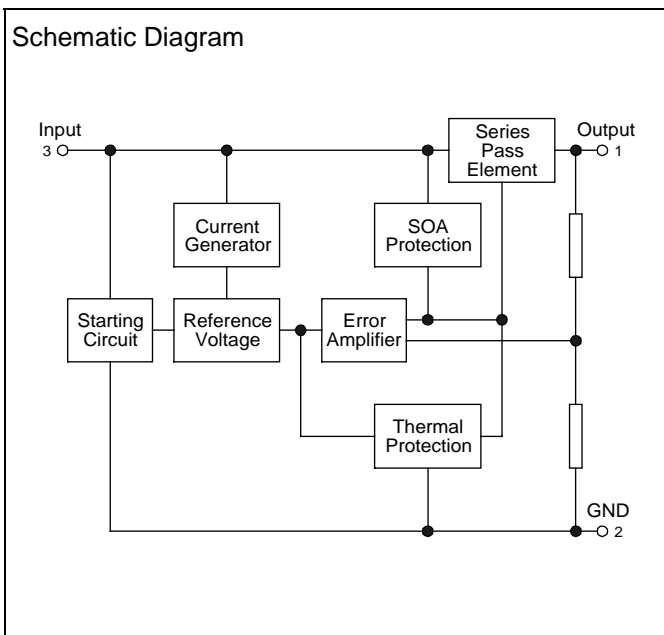 Schematic Diagram
Input
3
Series
Pass
Element
Output
1
Current
Generator
SOA
Protection
Starting
Circuit
Reference
Voltage
Error
Amplifier
Thermal
Protection
GND
2